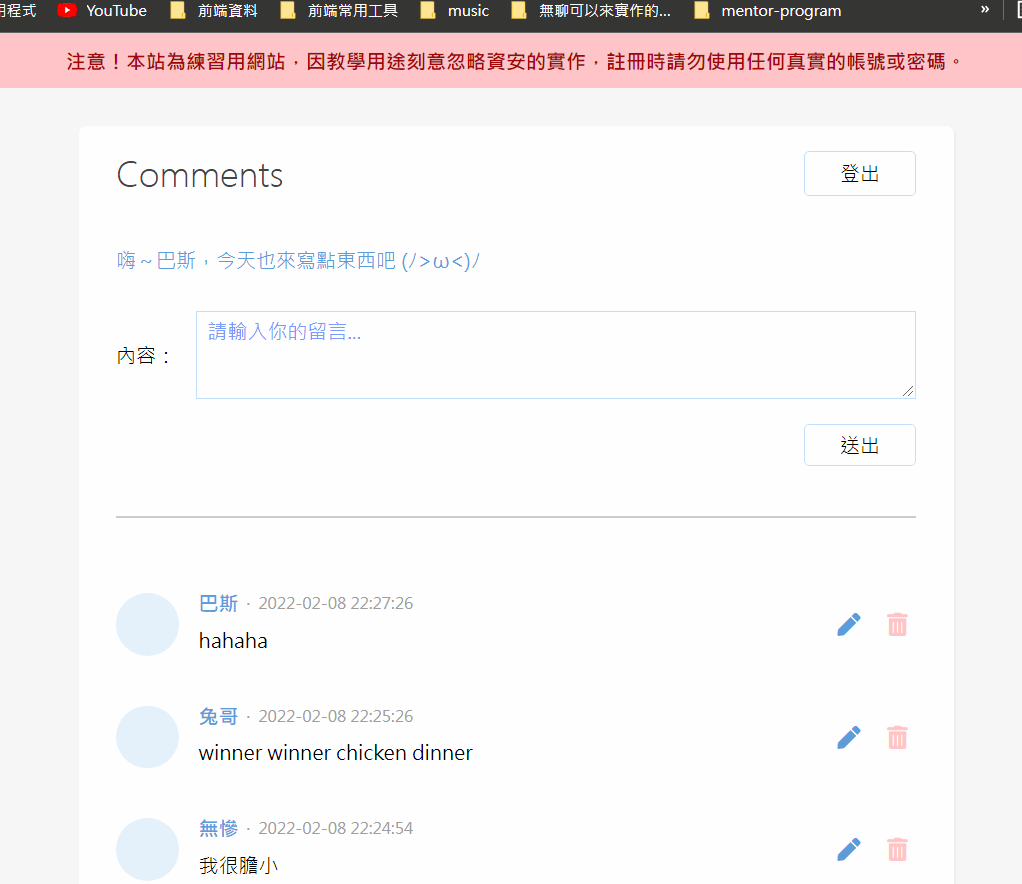 用程式 YouTube 前端資料 前端常用工具 music 無聊可以來實作的... mentor-program »
注意！本站為練習用網站，因教學用途刻意忽略資安的實作，註冊時請勿使用任何真實的帳號或密碼。
Comments
登出
嗨～巴斯，今天也來寫點東西吧 (/>ω<)/
內容：
請輸入你的留言...
送出
巴斯 · 2022-02-08 22:27:26
hahaha
兔哥 · 2022-02-08 22:25:26
winner winner chicken dinner
無慘 · 2022-02-08 22:24:54
我很膽小